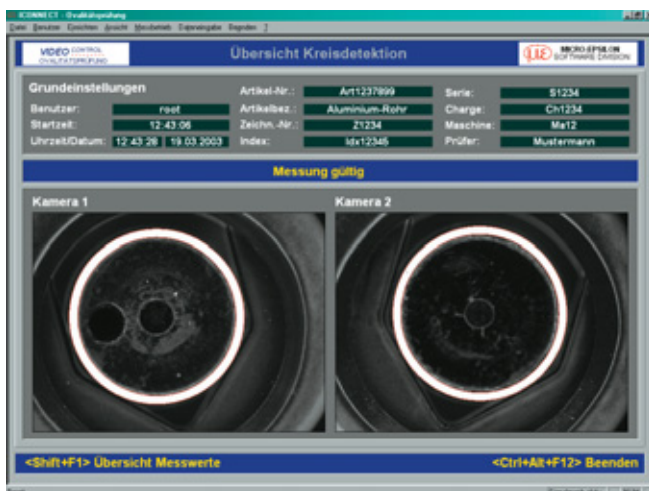 ICONNECT - Ovalitätsprüfung
Datei Benutzer Einrichten Ansicht Messbetrieb Dateneingabe Beenden ?
VIDEO CONTROL
OVALITÄTSPRÜFUNG
Übersicht Kreisdetektion
MICRO-EPSILON
SOFTWARE DIVISION
Grundeinstellungen Artikel-Nr.: Art1237899 Serie: S1234
Benutzer: root Artikelbez.: Aluminium-Rohr Charge: Ch1234
Startzeit: 12:43:06 Zeichn.-Nr.: Z1234 Maschine: Ma12
Uhrzeit/Datum: 12:43:28 19.03.2003 Index: Idx12345 Prüfer: Mustermann
Messung gültig
Kamera 1 Kamera 2
<Shift+F1> Übersicht Messwerte <Ctrl+Alt+F12> Beenden